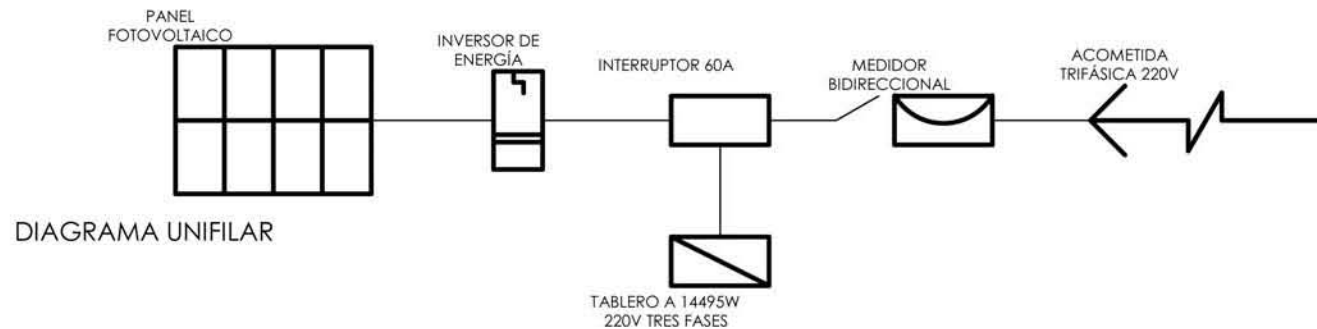 PANEL
FOTOVOLTAICO
INVERSOR DE
ENERGÍA
INTERRUPTOR 60A
MEDIDOR
BIDIRECCIONAL
ACOMETIDA
TRIFÁSICA 220V
DIAGRAMA UNIFILAR
TABLERO A 14495W
220V TRES FASES